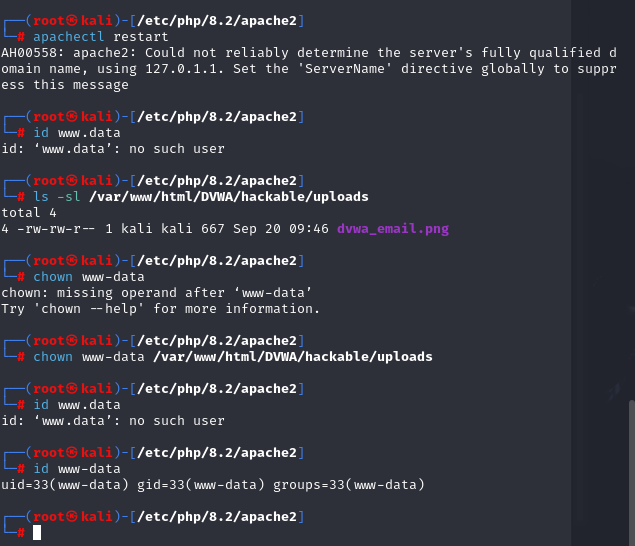 ┌──(root㉿kali)-[/etc/php/8.2/apache2]
└─# apachectl restart
AH00558: apache2: Could not reliably determine the server's fully qualified d
omain name, using 127.0.1.1. Set the 'ServerName' directive globally to suppr
ess this message
┌──(root㉿kali)-[/etc/php/8.2/apache2]
└─# id www.data
id: ‘www.data’: no such user
┌──(root㉿kali)-[/etc/php/8.2/apache2]
└─# ls -sl /var/www/html/DVWA/hackable/uploads
total 4
4 -rw-rw-r-- 1 kali kali 667 Sep 20 09:46 dvwa_email.png
┌──(root㉿kali)-[/etc/php/8.2/apache2]
└─# chown www-data
chown: missing operand after ‘www-data’
Try 'chown --help' for more information.
┌──(root㉿kali)-[/etc/php/8.2/apache2]
└─# chown www-data /var/www/html/DVWA/hackable/uploads
┌──(root㉿kali)-[/etc/php/8.2/apache2]
└─# id www.data
id: ‘www.data’: no such user
┌──(root㉿kali)-[/etc/php/8.2/apache2]
└─# id www-data
uid=33(www-data) gid=33(www-data) groups=33(www-data)
┌──(root㉿kali)-[/etc/php/8.2/apache2]
└─#